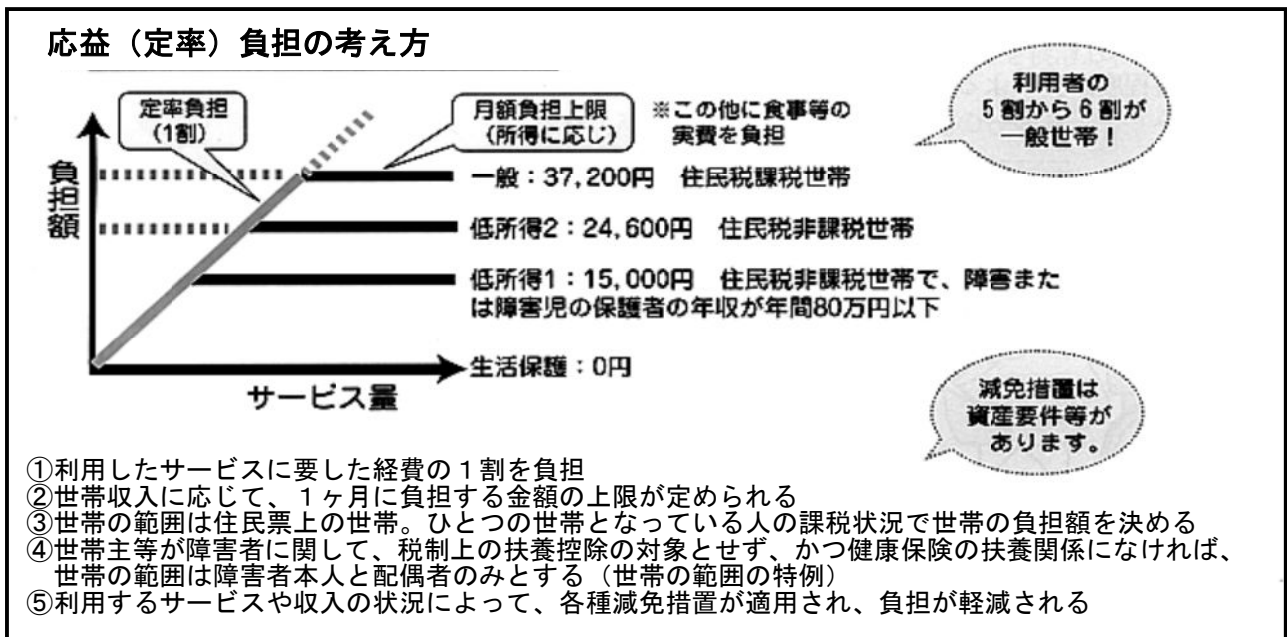 応益（定率）負担の考え方
定率負担
(1割)
月額負担上限
(所得に応じ)
※この他に食事等の
実費を負担
利用者の
5割から6割が
一般世帯！
負担額
一般：37,200円　住民税課税世帯
低所得2：24,600円　住民税非課税世帯
低所得1：15,000円　住民税非課税世帯で、障害また
は障害児の保護者の年収が年間80万円以下
生活保護：0円
サービス量
減免措置は
資産要件等が
あります。
①利用したサービスに要した経費の１割を負担
②世帯収入に応じて、１ヶ月に負担する金額の上限が定められる
③世帯の範囲は住民票上の世帯。ひとつの世帯となっている人の課税状況で世帯の負担額を決める
④世帯主等が障害者に関して、税制上の扶養控除の対象とせず、かつ健康保険の扶養関係になければ、
世帯の範囲は障害者本人と配偶者のみとする（世帯の範囲の特例）
⑤利用するサービスや収入の状況によって、各種減免措置が適用され、負担が軽減される